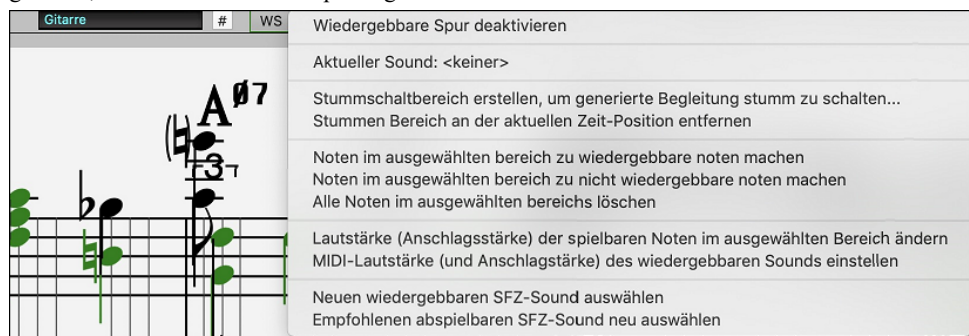 Gitarre # WS
Wiedergebbare Spur deaktivieren
Aktueller Sound: <keiner>
Stummschaltbereich erstellen, um generierte Begleitung stumm zu schalten...
Stummen Bereich an der aktuellen Zeit-Position entfernen
Noten im ausgewählten bereich zu wiedergebbare noten machen
Noten im ausgewählten bereich zu nicht wiedergebbare noten machen
Alle Noten im ausgewählten bereichs löschen
Lautstärke (Anschlagsstärke) der spielbaren Noten im ausgewählten Bereich ändern
MIDI-Lautstärke (und Anschlagstärke) des wiedergebbaren Sounds einstellen
Neuen wiedergebbaren SFZ-Sound auswählen
Empfohlenen abspielbaren SFZ-Sound neu auswählen
Aø7
3